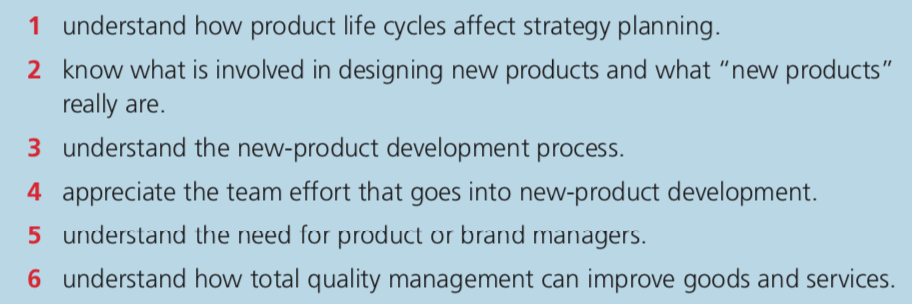 1 understand how product life cycles affect strategy planning.
2 know what is involved in designing new products and what “new products”
really are.
3 understand the new-product development process.
4 appreciate the team effort that goes into new-product development.
5 understand the need for product or brand managers.
6 understand how total quality management can improve goods and services.